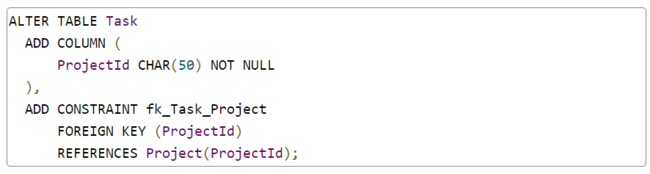 ALTER TABLE Task
  ADD COLUMN (
      ProjectId CHAR(50) NOT NULL
  ),
  ADD CONSTRAINT fk_Task_Project
      FOREIGN KEY (ProjectId)
      REFERENCES Project(ProjectId);